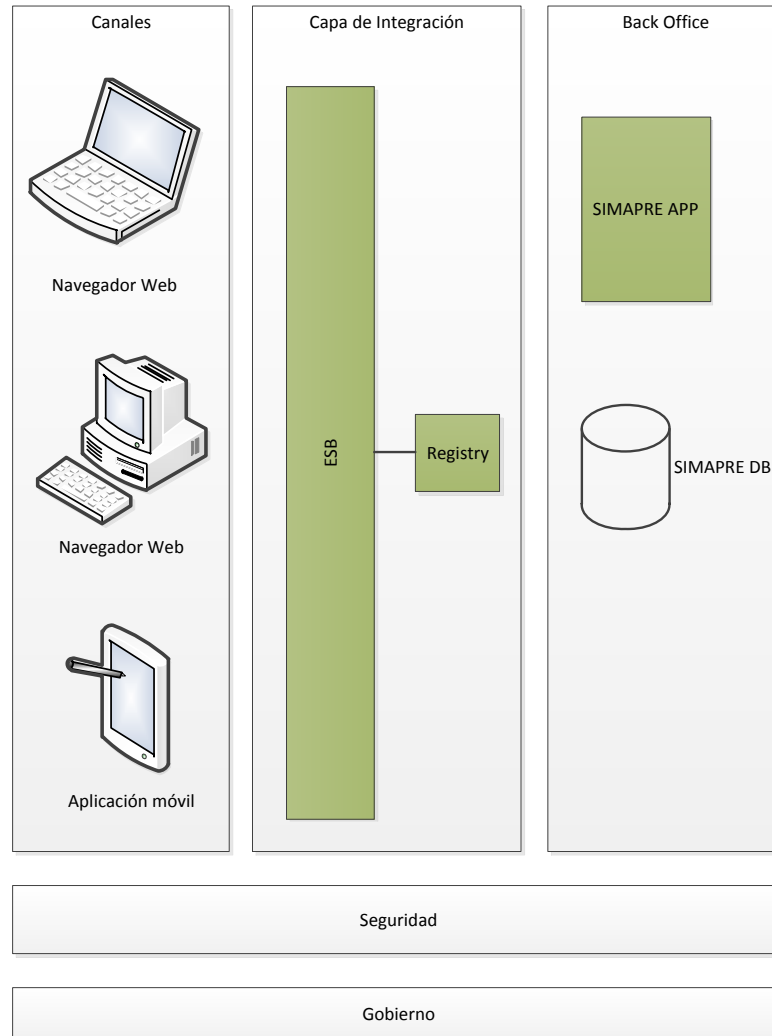 Canales
Navegador Web
Navegador Web
Aplicación móvil
Capa de Integración
ESB
Registry
Back Office
SIMAPRE APP
SIMAPRE DB
Seguridad
Gobierno